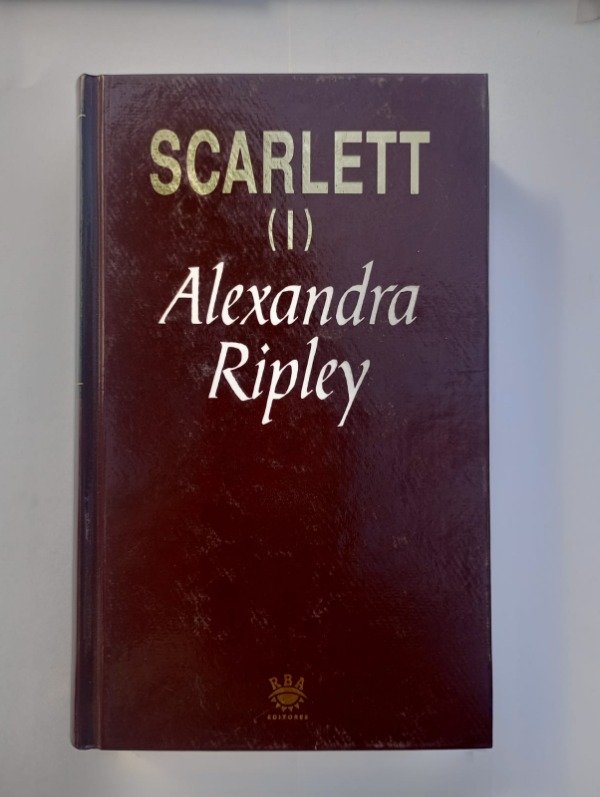 SCARLETT
(I)
Alexandra
Ripley
RBA
EDITORES